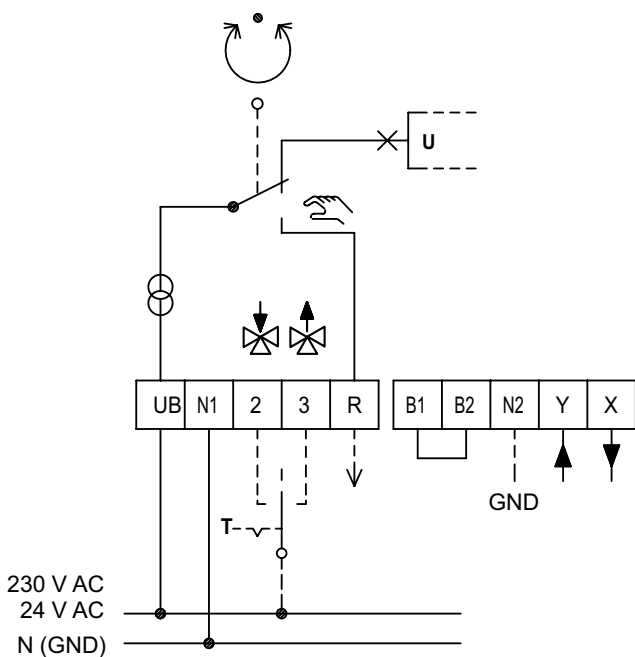 U
UB N1 2 3 R B1 B2 N2 Y X
GND
T
230 V AC
24 V AC
N (GND)